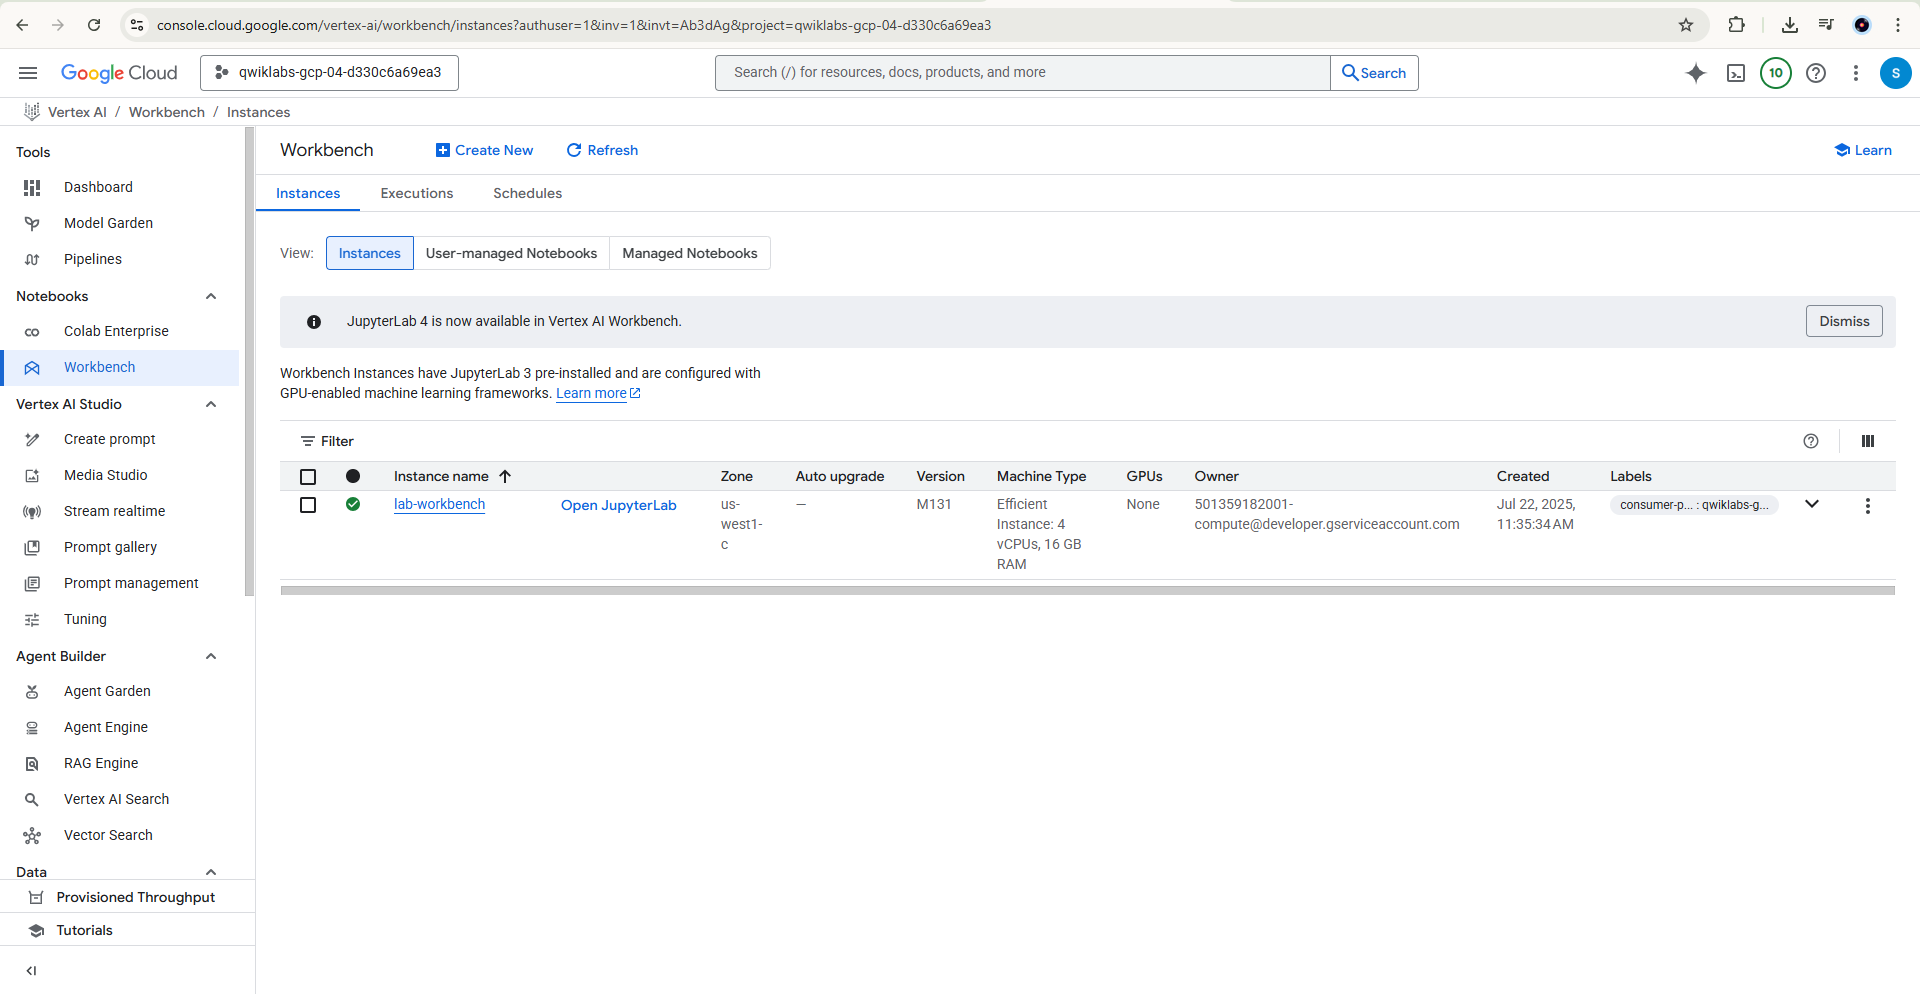 console.cloud.google.com/vertex-ai/workbench/instances?authuser=1&inv=1&invt=Ab3dAg&project=qwiklabs-gcp-04-d330c6a69ea3
Google Cloud
qwiklabs-gcp-04-d330c6a69ea3
Search (/) for resources, docs, products, and more
Search
10
S
Vertex AI / Workbench / Instances
Tools
Dashboard
Model Garden
Pipelines
Notebooks
Colab Enterprise
Workbench
Vertex AI Studio
Create prompt
Media Studio
Stream realtime
Prompt gallery
Prompt management
Tuning
Agent Builder
Agent Garden
Agent Engine
RAG Engine
Vertex AI Search
Vector Search
Data
Provisioned Throughput
Tutorials
Workbench
Create New
Refresh
Learn
Instances
Executions
Schedules
View:
Instances
User-managed Notebooks
Managed Notebooks
JupyterLab 4 is now available in Vertex AI Workbench.
Dismiss
Workbench Instances have JupyterLab 3 pre-installed and are configured with
GPU-enabled machine learning frameworks. Learn more
Filter
Instance name
Zone
Auto upgrade
Version
Machine Type
GPUs
Owner
Created
Labels
lab-workbench
Open JupyterLab
us-
west1-
c
—
M131
Efficient
Instance: 4
vCPUs, 16 GB
RAM
None
501359182001-
compute@developer.gserviceaccount.com
Jul 22, 2025,
11:35:34 AM
consumer-p... : qwiklabs-g...